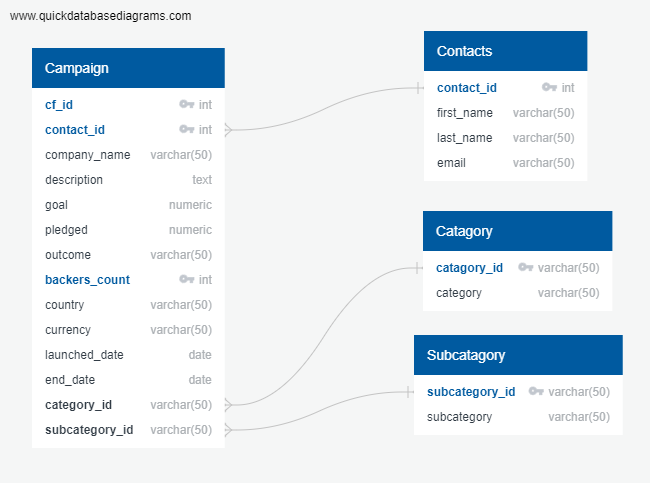 www.quickdatabasediagrams.com
Campaign
cf_id int
contact_id int
company_name varchar(50)
description text
goal numeric
pledged numeric
outcome varchar(50)
backers_count int
country varchar(50)
currency varchar(50)
launched_date date
end_date date
category_id varchar(50)
subcategory_id varchar(50)
Contacts
contact_id int
first_name varchar(50)
last_name varchar(50)
email varchar(50)
Catagory
catagory_id varchar(50)
category varchar(50)
Subcatagory
subcategory_id varchar(50)
subcategory varchar(50)